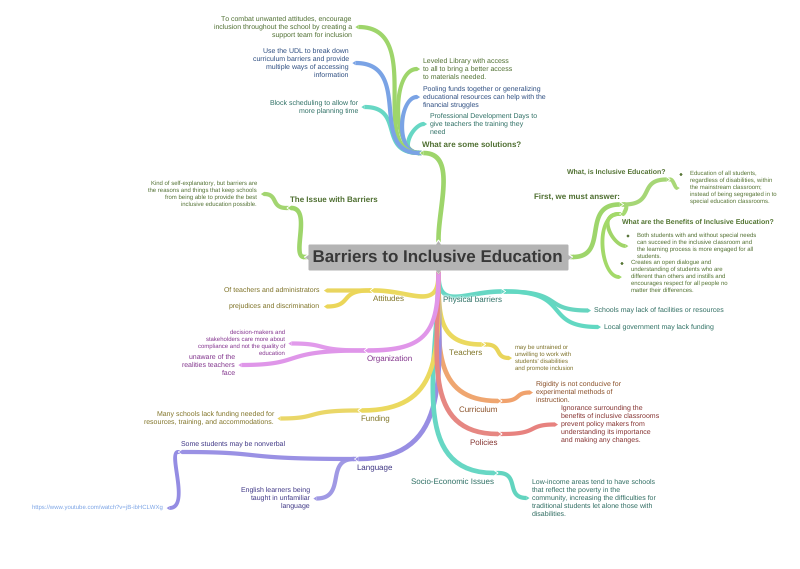 To combat unwanted attitudes, encourage
inclusion throughout the school by creating a
support team for inclusion
Use the UDL to break down
curriculum barriers and provide
multiple ways of accessing
information
Block scheduling to allow for
more planning time
Leveled Library with access
to all to bring a better access
to materials needed.
Pooling funds together or generalizing
educational resources can help with the
financial struggles
Professional Development Days to
give teachers the training they
need
What are some solutions?
Kind of self-explanatory, but barriers are
the reasons and things that keep schools
from being able to provide the best
inclusive education possible.
The Issue with Barriers
First, we must answer:
What, is Inclusive Education?
Education of all students,
regardless of disabilities, within
the mainstream classroom;
instead of being segregated in to
special education classrooms.
What are the Benefits of Inclusive Education?
Both students with and without special needs
can succeed in the inclusive classroom and
the learning process is more engaged for all
students.
Creates an open dialogue and
understanding of students who are
different than others and instills and
encourages respect for all people no
matter their differences.
Barriers to Inclusive Education
Of teachers and administrators
prejudices and discrimination
Attitudes
Physical barriers
Schools may lack of facilities or resources
Local government may lack funding
decision-makers and
stakeholders care more about
compliance and not the quality of
education
unaware of the
realities teachers
face
Organization
Teachers
may be untrained or
unwilling to work with
students' disabilities
and promote inclusion
Curriculum
Rigidity is not conducive for
experimental methods of
instruction.
Many schools lack funding needed for
resources, training, and accommodations.
Funding
Policies
Ignorance surrounding the
benefits of inclusive classrooms
prevent policy makers from
understanding its importance
and making any changes.
Some students may be nonverbal
Language
English learners being
taught in unfamiliar
language
Socio-Economic Issues
Low-income areas tend to have schools
that reflect the poverty in the
community, increasing the difficulties for
traditional students let alone those with
disabilities.